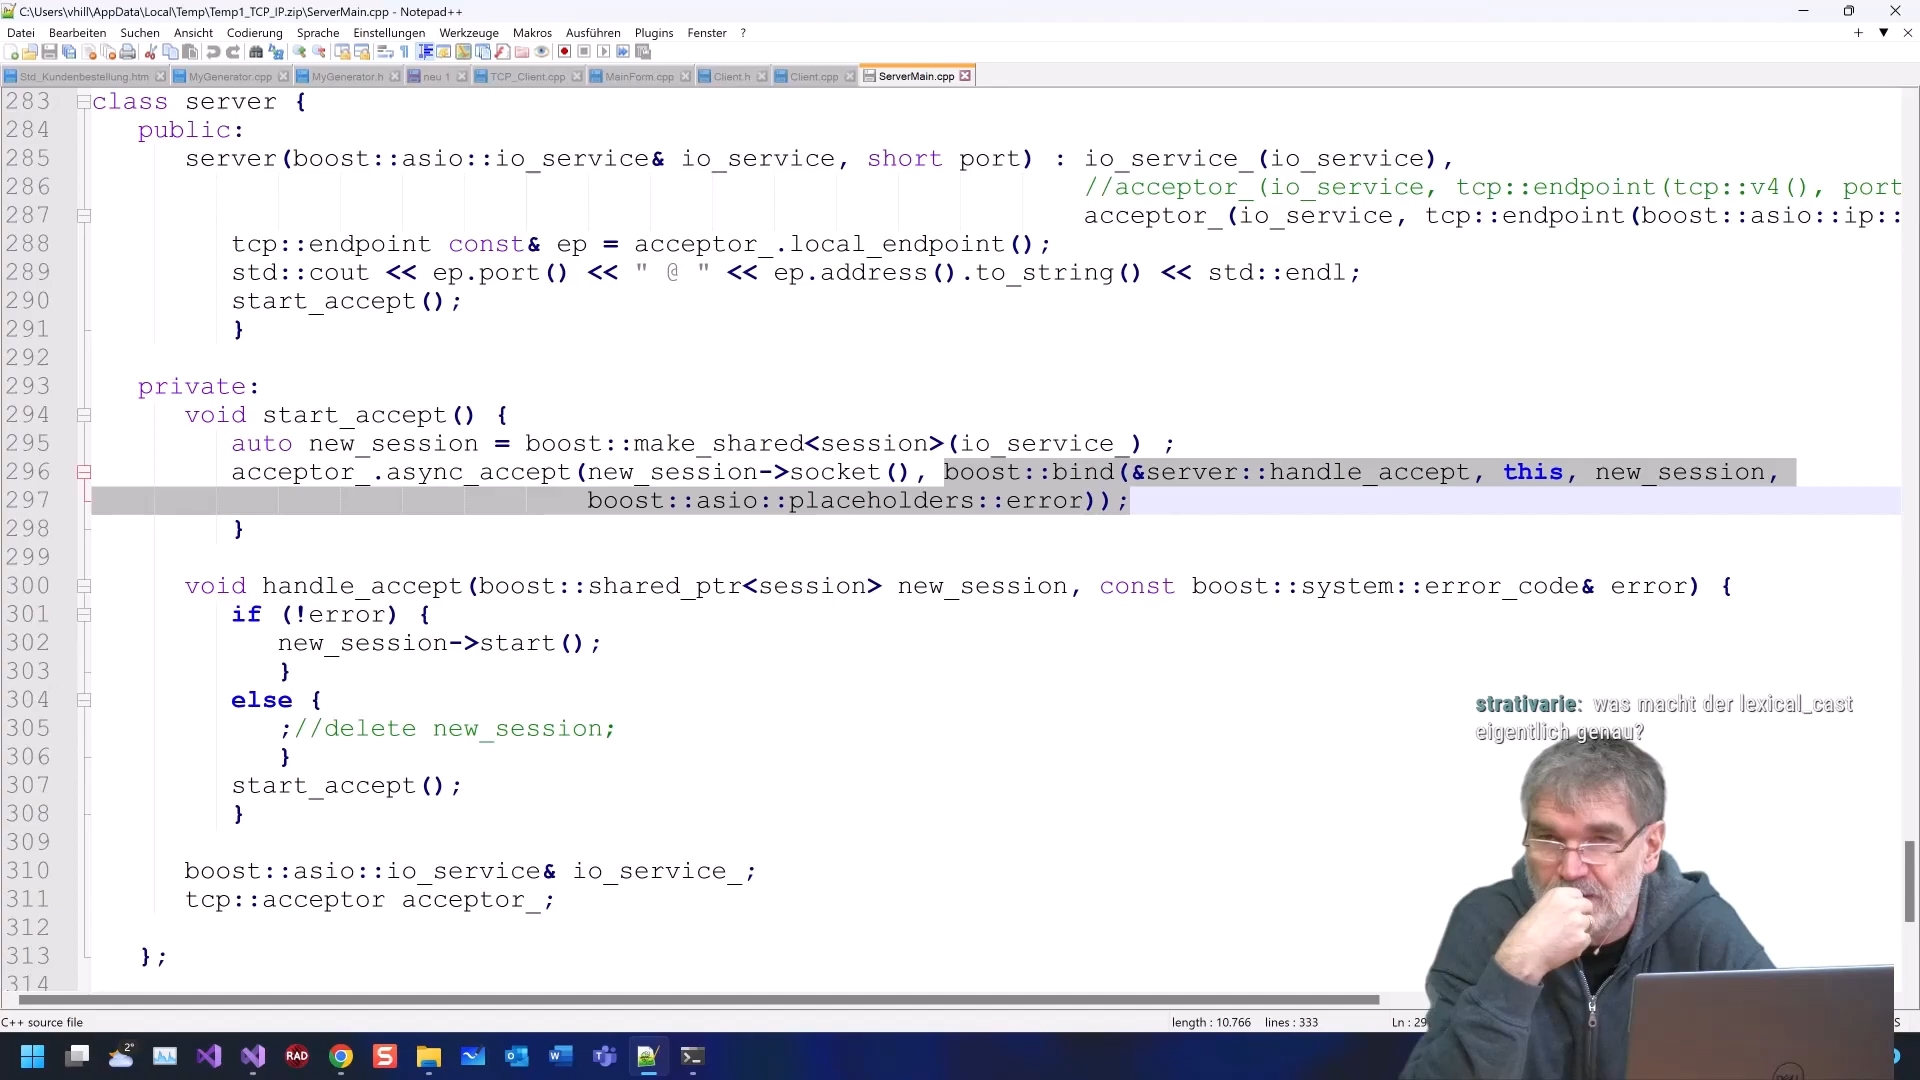 C:\Users\vhill\AppData\Local\Temp\Temp1_TCP_IP.zip\ServerMain.cpp - Notepad++
Datei Bearbeiten Suchen Ansicht Codierung Sprache Einstellungen Werkzeuge Makros Ausführen Plugins Fenster ?
Std_Kundenbestellung.htm MyGenerator.cpp MyGenerator.h neu 1 TCP_Client.cpp MainForm.cpp Client.h Client.cpp ServerMain.cpp
283 class server {
284 public:
285 server(boost::asio::io_service& io_service, short port) : io_service_(io_service),
286 //acceptor_(io_service, tcp::endpoint(tcp::v4(), port
287 acceptor_(io_service, tcp::endpoint(boost::asio::ip::
288 tcp::endpoint const& ep = acceptor_.local_endpoint();
289 std::cout << ep.port() << " @ " << ep.address().to_string() << std::endl;
290 start_accept();
291 }
292
293 private:
294 void start_accept() {
295 auto new_session = boost::make_shared<session>(io_service_) ;
296 acceptor_.async_accept(new_session->socket(), boost::bind(&server::handle_accept, this, new_session,
297 boost::asio::placeholders::error));
298 }
299
300 void handle_accept(boost::shared_ptr<session> new_session, const boost::system::error_code& error) {
301 if (!error) {
302 new_session->start();
303 }
304 else {
305 ;//delete new_session;
306 }
307 start_accept();
308 }
309
310 boost::asio::io_service& io_service_;
311 tcp::acceptor acceptor_;
312
313 };
314
strativarie: was macht der lexical_cast
eigentlich genau?
C++ source file length : 10.766 lines : 333 Ln : 29 S
2° RAD S
DELL